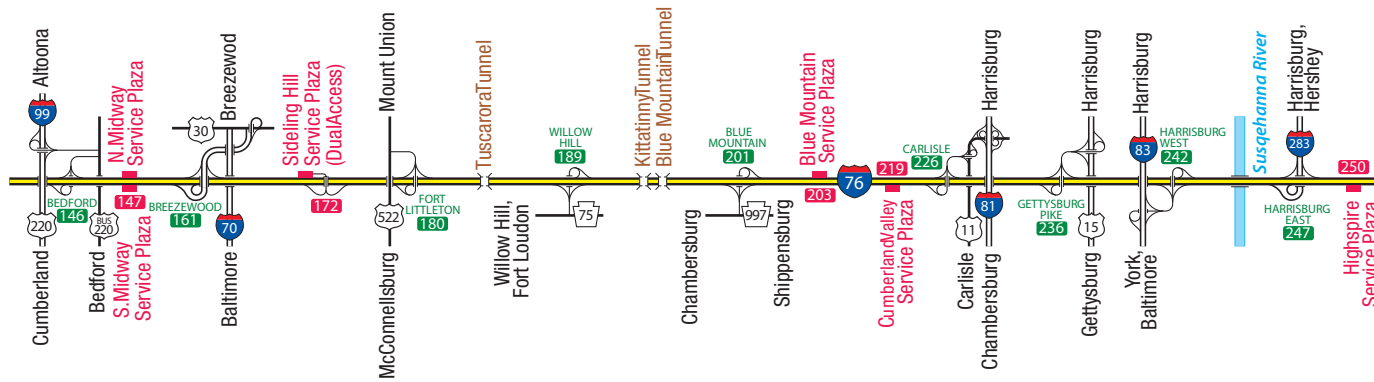 Altoona
99
220
Cumberland
BEDFORD
146
BUS
220
Bedford
N.Midway
Service Plaza
147
S.Midway
Service Plaza
BREEZEWOOD
161
30
Breezewod
70
Baltimore
Sideling Hill
Service Plaza
(DualAccess)
172
Mount Union
522
McConnellsburg
FORT
LITTLETON
180
TuscaroraTunnel
WILLOW
HILL
189
75
Willow Hill,
Fort Loudon
KittatinnyTunnel
Blue MountainTunnel
BLUE
MOUNTAIN
201
997
Chambersburg
Shippensburg
Blue Mountain
Service Plaza
203
76
219
CumberlandValley
Service Plaza
CARLISLE
226
11
Carlisle
Harrisburg
81
Chambersburg
GETTYSBURG
PIKE
236
Harrisburg
15
Gettysburg
Harrisburg
83
York,
Baltimore
HARRISBURG
WEST
242
Susqehanna River
Harrisburg,
Hershey
283
HARRISBURG
EAST
247
250
Highspire
Service Plaza